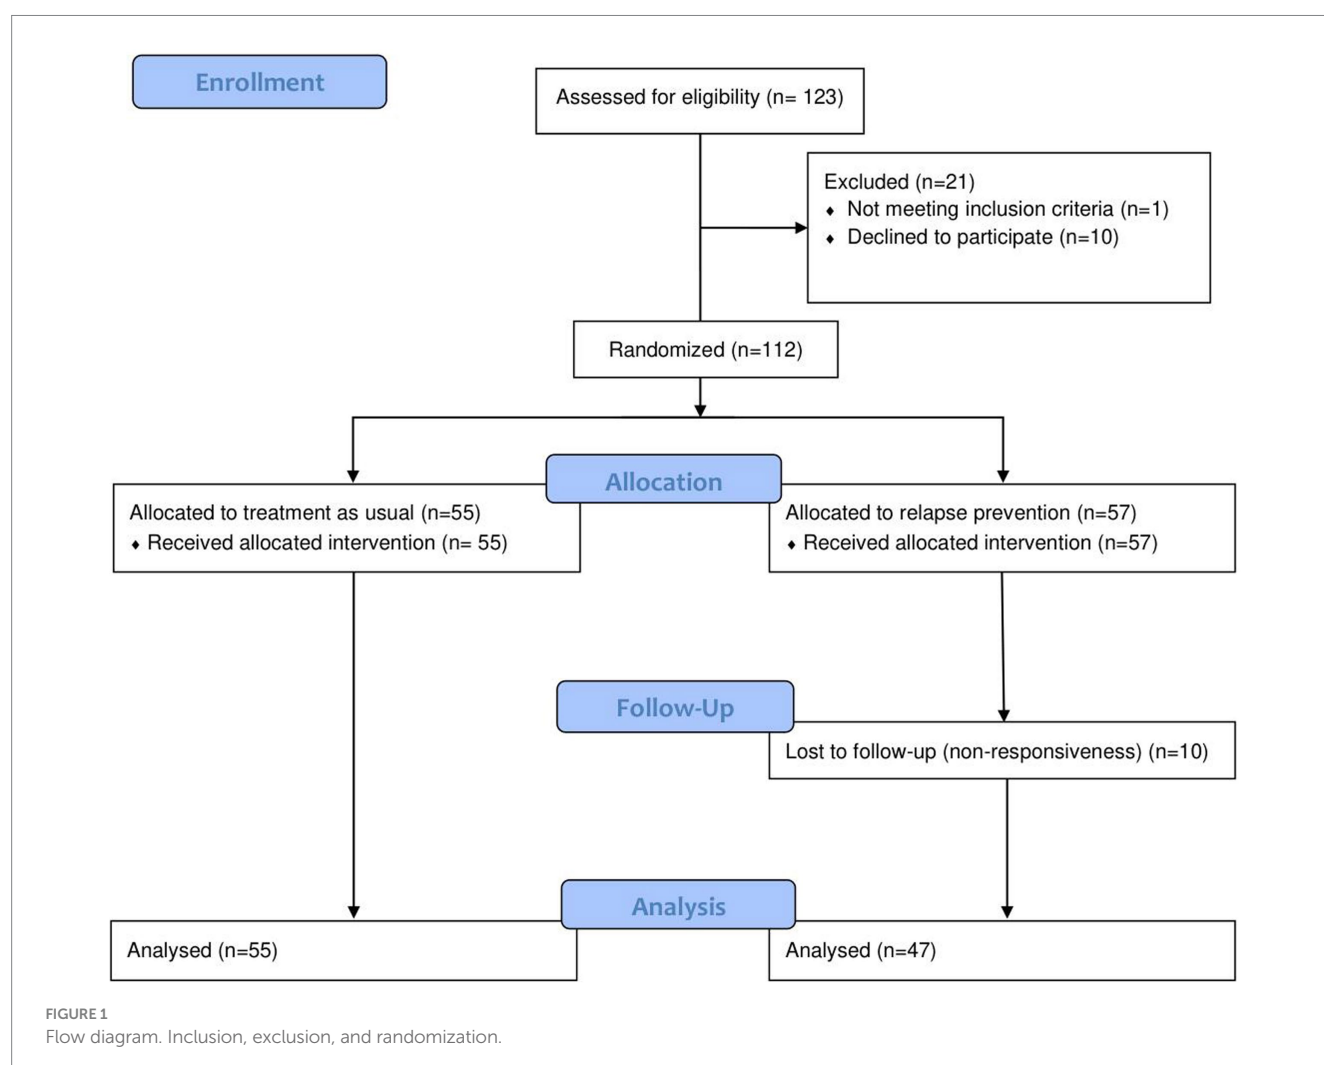 Enrollment
Assessed for eligibility (n= 123)
Excluded (n=21)
♦ Not meeting inclusion criteria (n=1)
♦ Declined to participate (n=10)
Randomized (n=112)
Allocation
Allocated to treatment as usual (n=55)
♦ Received allocated intervention (n= 55)
Allocated to relapse prevention (n=57)
♦ Received allocated intervention (n=57)
Follow-Up
Lost to follow-up (non-responsiveness) (n=10)
Analysis
Analysed (n=55)
Analysed (n=47)
FIGURE 1
Flow diagram. Inclusion, exclusion, and randomization.